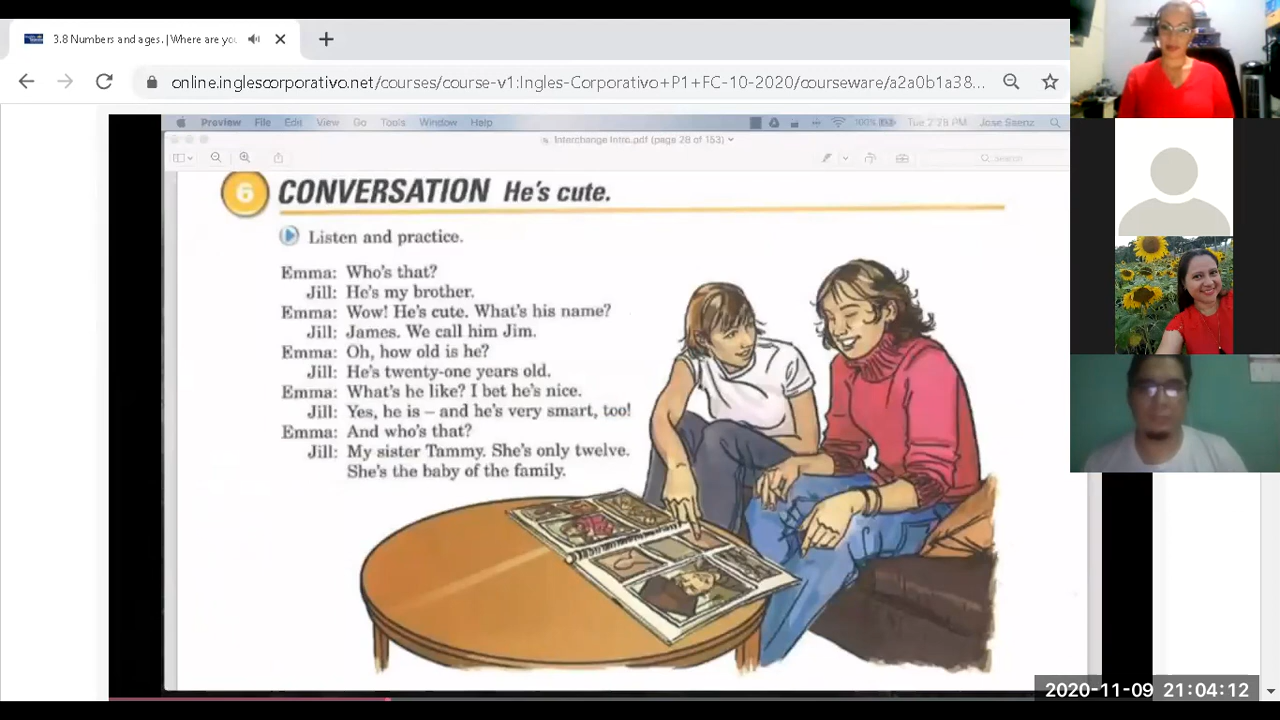 3.8 Numbers and ages. | Where are you
online.inglescorporativo.net/courses/course-v1:Ingles-Corporativo+P1+FC-10-2020/courseware/a2a0b1a38...
Preview File Edit View Go Tools Window Help
100% Tue 2:28 PM Jose Saenz
Interchange Intro.pdf (page 28 of 153)
Search
6 CONVERSATION He's cute.
Listen and practice.
Emma: Who's that?
Jill: He's my brother.
Emma: Wow! He's cute. What's his name?
Jill: James. We call him Jim.
Emma: Oh, how old is he?
Jill: He's twenty-one years old.
Emma: What's he like? I bet he's nice.
Jill: Yes, he is – and he's very smart, too!
Emma: And who's that?
Jill: My sister Tammy. She's only twelve.
She's the baby of the family.
2020-11-09 21:04:12